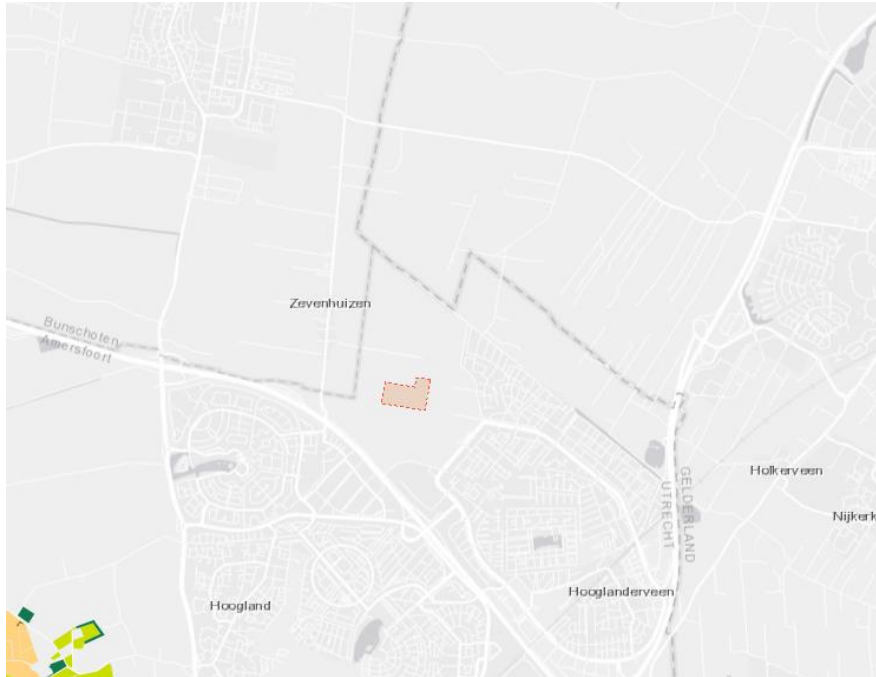 Zevenhuizen
Bunschoten
Amersfoort
Holkerveen
GELDERLAND
UTRECHT
Nijkerk
Hooglanderveen
Hoogland